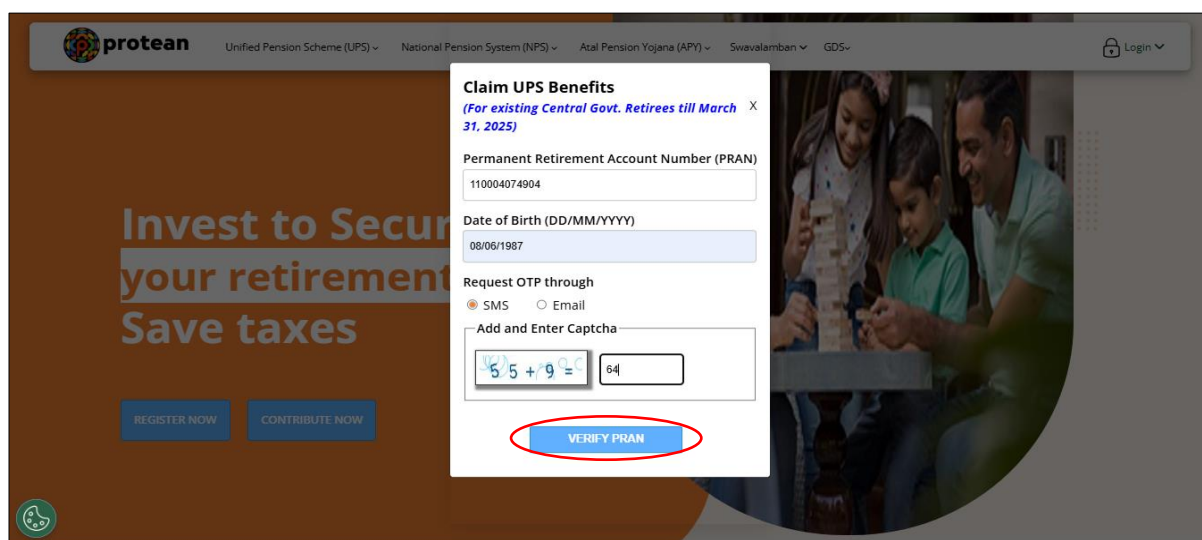 protean
Unified Pension Scheme (UPS) National Pension System (NPS) Atal Pension Yojana (APY) Swavalamban GDS Login
Claim UPS Benefits
(For existing Central Govt. Retirees till March X
31, 2025)
Permanent Retirement Account Number (PRAN)
110004074904
Date of Birth (DD/MM/YYYY)
08/06/1987
Request OTP through
SMS Email
Add and Enter Captcha
55 + 9 = 64
VERIFY PRAN
Invest to Secur
your retirement
Save taxes
REGISTER NOW CONTRIBUTE NOW